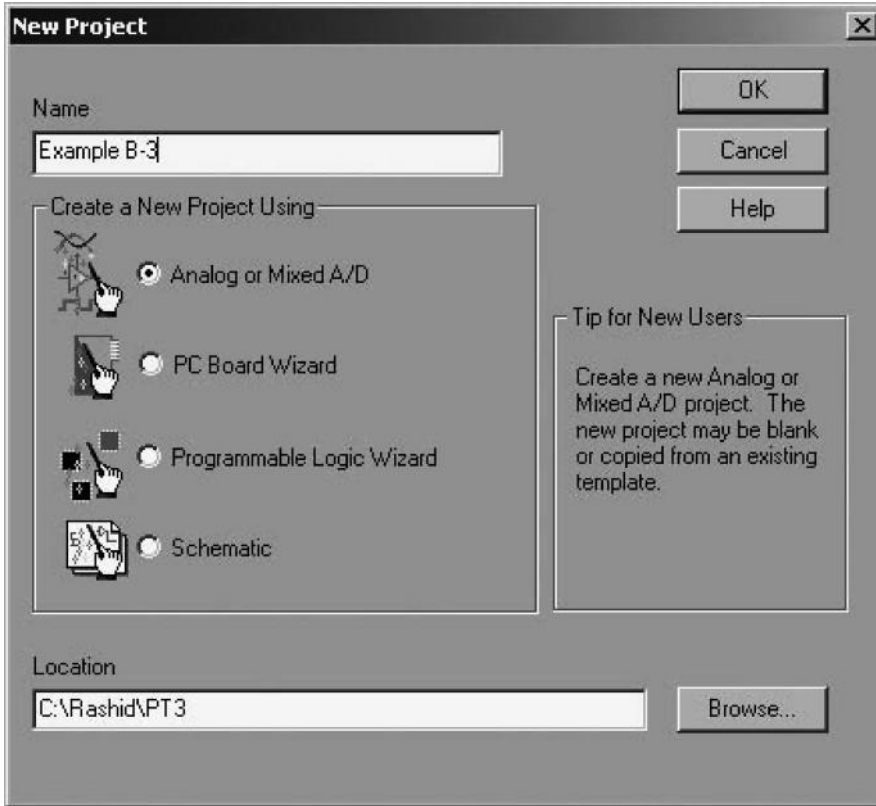 New Project
Name
Example B-3
OK
Cancel
Help
Create a New Project Using
Analog or Mixed A/D
PC Board Wizard
Programmable Logic Wizard
Schematic
Tip for New Users
Create a new Analog or
Mixed A/D project. The
new project may be blank
or copied from an existing
template.
Location
C:\Rashid\PT3
Browse...